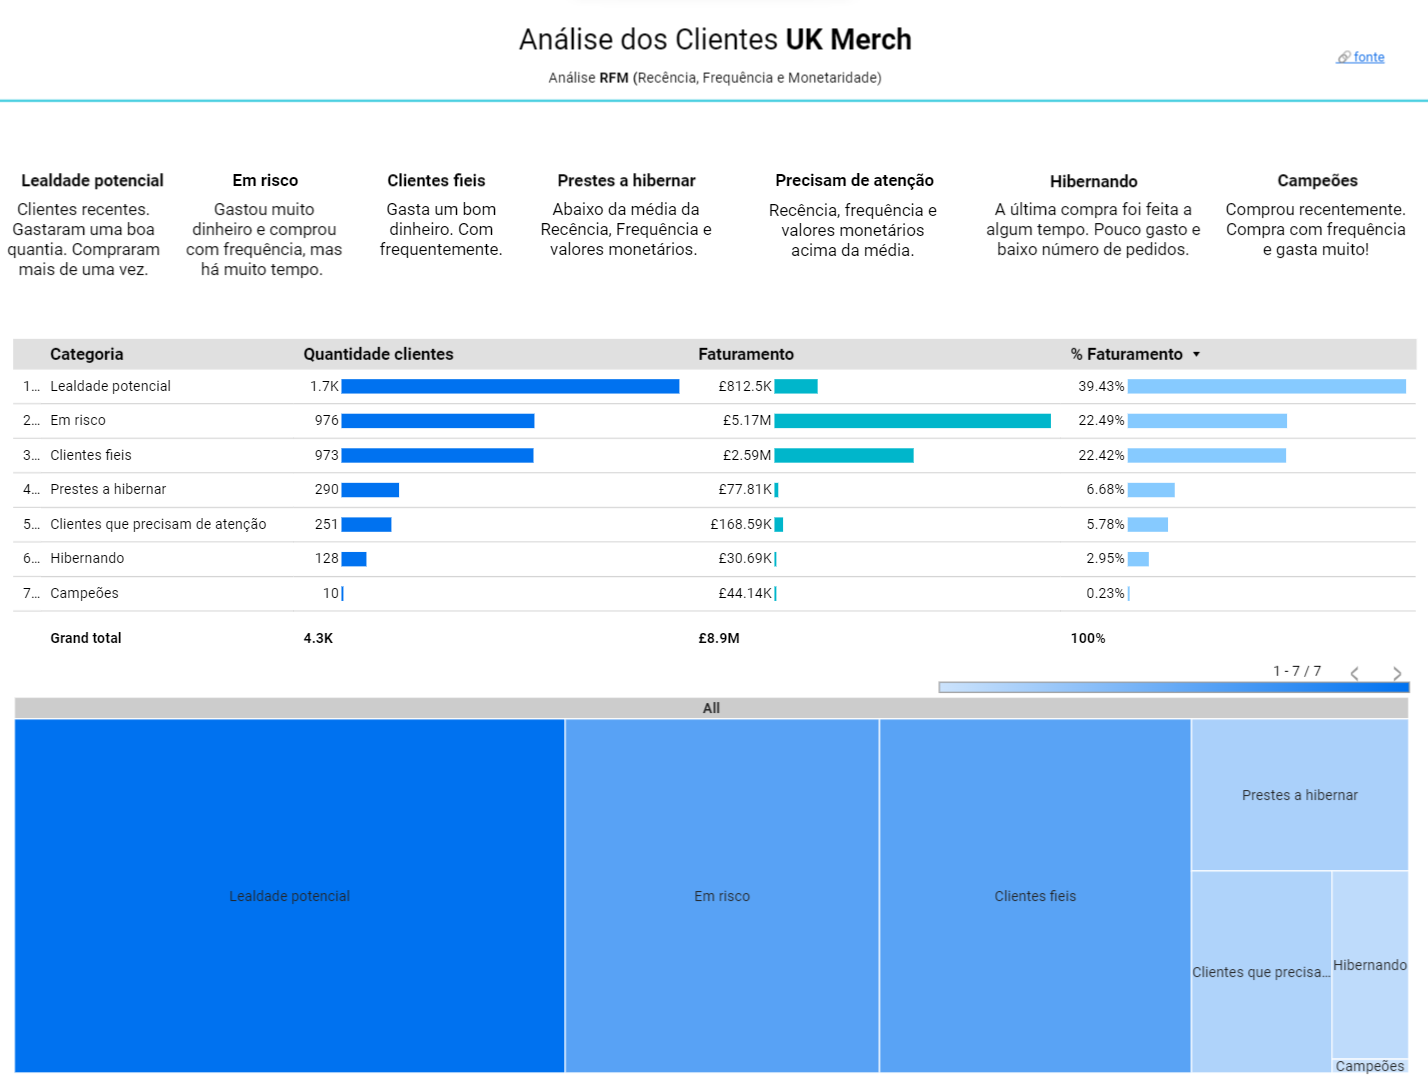 Análise dos Clientes UK Merch
Análise RFM (Recência, Frequência e Monetaridade)
fonte
Lealdade potencial
Clientes recentes.
Gastaram uma boa
quantia. Compraram
mais de uma vez.
Em risco
Gastou muito
dinheiro e comprou
com frequência, mas
há muito tempo.
Clientes fieis
Gasta um bom
dinheiro. Com
frequentemente.
Prestes a hibernar
Abaixo da média da
Recência, Frequência e
valores monetários.
Precisam de atenção
Recência, frequência e
valores monetários
acima da média.
Hibernando
A última compra foi feita a
algum tempo. Pouco gasto e
baixo número de pedidos.
Campeões
Comprou recentemente.
Compra com frequência
e gasta muito!
Categoria Quantidade clientes Faturamento % Faturamento
1... Lealdade potencial 1.7K £812.5K 39.43%
2... Em risco 976 £5.17M 22.49%
3... Clientes fieis 973 £2.59M 22.42%
4... Prestes a hibernar 290 £77.81K 6.68%
5... Clientes que precisam de atenção 251 £168.59K 5.78%
6... Hibernando 128 £30.69K 2.95%
7... Campeões 10 £44.14K 0.23%
Grand total 4.3K £8.9M 100%
1 - 7 / 7
All
Lealdade potencial
Em risco
Clientes fieis
Prestes a hibernar
Clientes que precisa...
Hibernando
Campeões